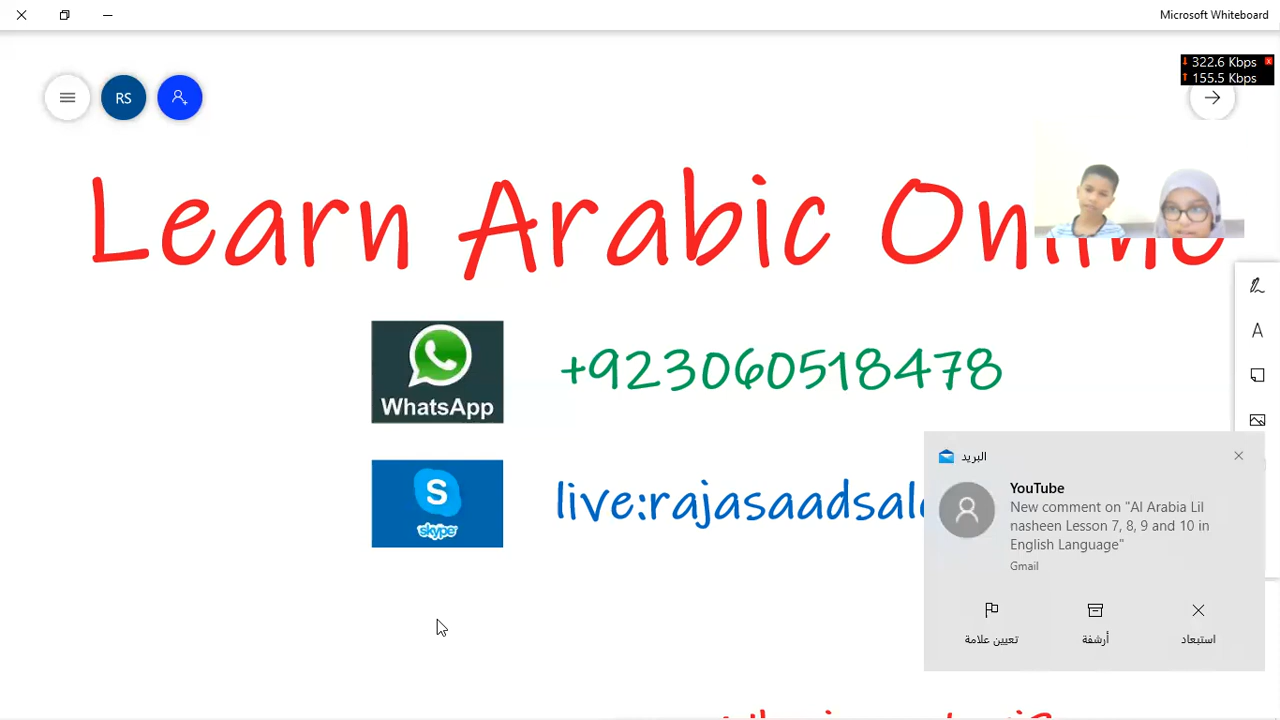 Microsoft Whiteboard
322.6 Kbps
155.5 Kbps
RS
Learn Arabic Online
WhatsApp
+923060518478
S
skype
live:rajasaadsal
البريد
YouTube
New comment on "Al Arabia Lil
nasheen Lesson 7, 8, 9 and 10 in
English Language"
Gmail
تعيين علامة
أرشفة
استبعاد